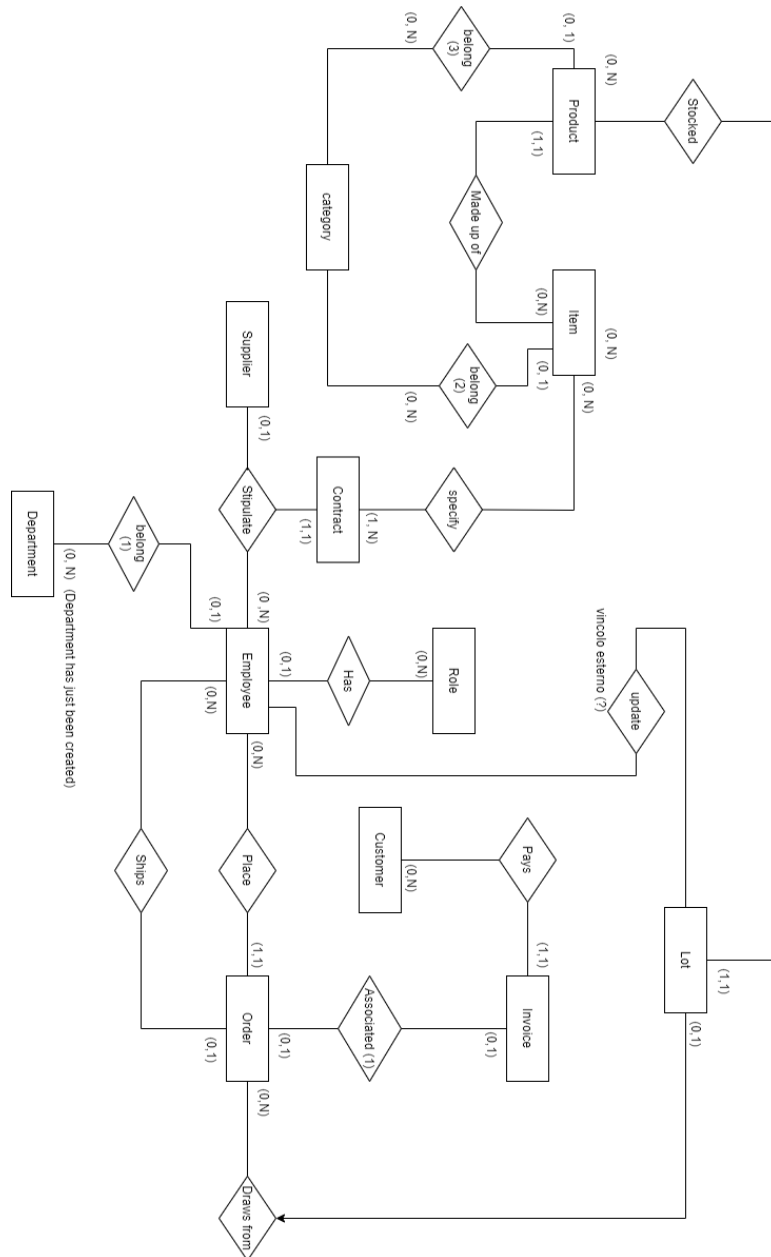 (1,1)
Stocked
Lot
(0,1)
update
(0, N)
(0, N)
vincolo esterno (?)
(0, N)
(0, 1)
Product
Item
(1,1)
(0,N)
(0, 1)
(1,1)
Pays
Invoice
(0,1)
Made up of
belong
(3)
belong
(2)
specify
Role
(0,N)
(0, N)
(0, N)
(0,N)
Customer
(1, N)
Associated (1)
Has
Contract
category
(1,1)
(0,1)
(0,1)
(0,1)
(0 ,N)
(0,N)
(1,1)
(0,N)
Supplier
Stipulate
Employee
Place
Order
Draws from
(0,1)
(0,N)
(0,1)
belong
(1)
Ships
(0, N) (Department has just been created)
Department